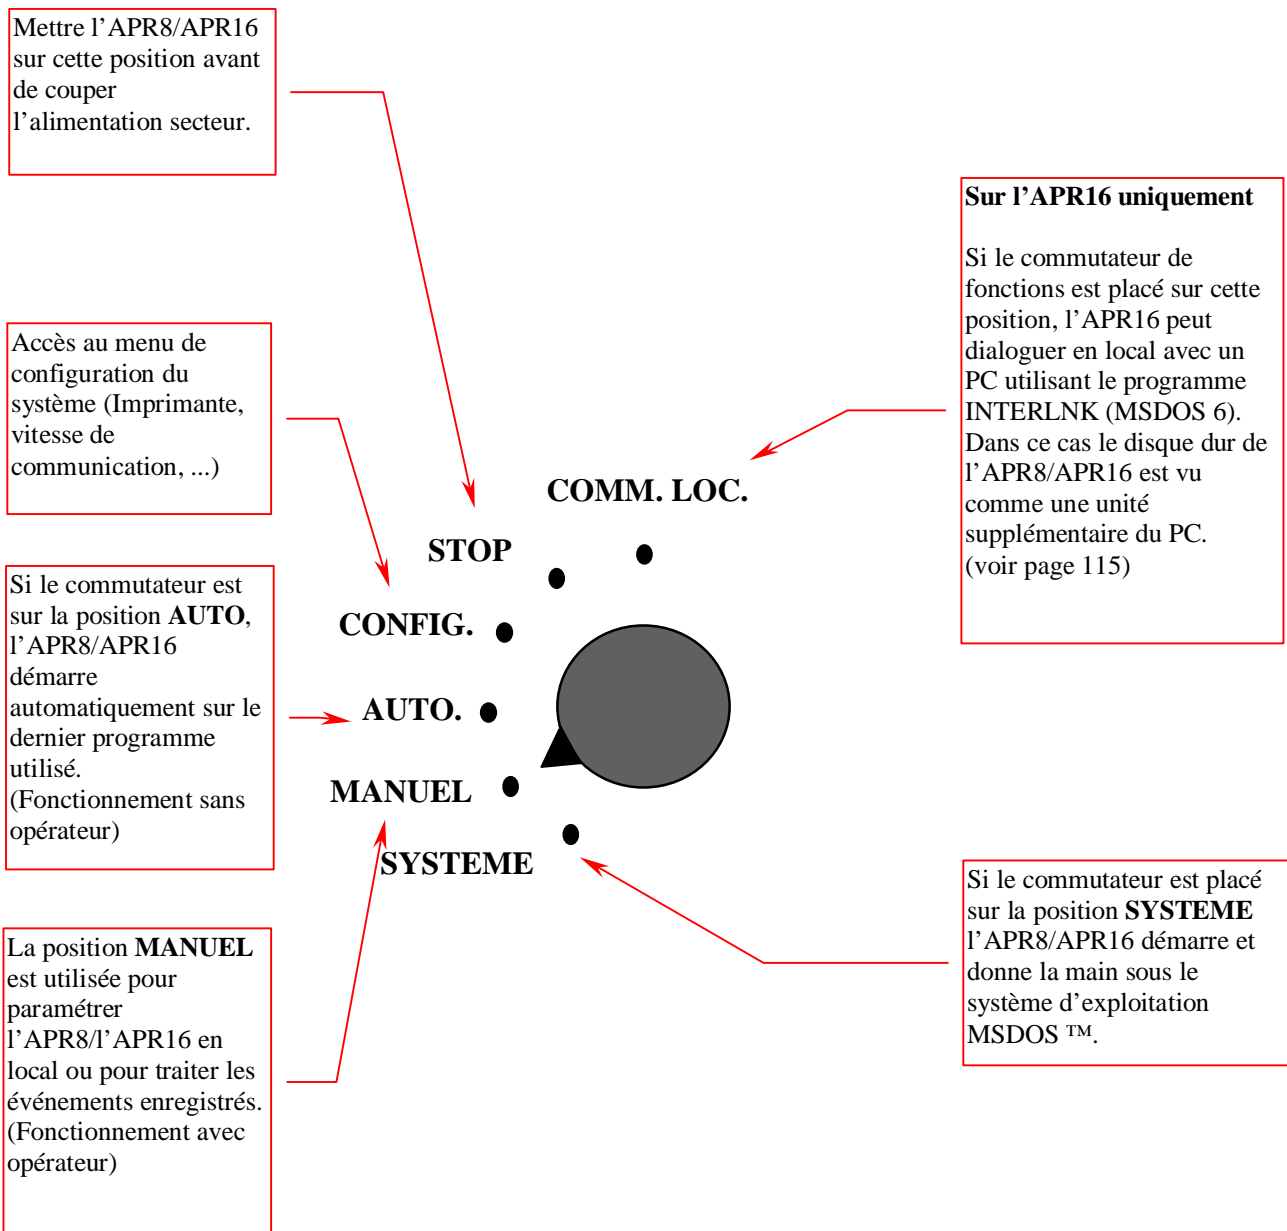 Mettre l’APR8/APR16
sur cette position avant
de couper
l’alimentation secteur.
Sur l’APR16 uniquement
Si le commutateur de
fonctions est placé sur cette
position, l’APR16 peut
dialoguer en local avec un
PC utilisant le programme
INTERLNK (MSDOS 6).
Dans ce cas le disque dur de
l’APR8/APR16 est vu
comme une unité
supplémentaire du PC.
(voir page 115)
Accès au menu de
configuration du
système (Imprimante,
vitesse de
communication, ...)
COMM. LOC.
STOP
CONFIG.
AUTO.
MANUEL
SYSTEME
Si le commutateur est
sur la position AUTO,
l’APR8/APR16
démarre
automatiquement sur le
dernier programme
utilisé.
(Fonctionnement sans
opérateur)
Si le commutateur est placé
sur la position SYSTEME
l’APR8/APR16 démarre et
donne la main sous le
système d’exploitation
MSDOS ™.
La position MANUEL
est utilisée pour
paramétrer
l’APR8/l’APR16 en
local ou pour traiter les
événements enregistrés.
(Fonctionnement avec
opérateur)